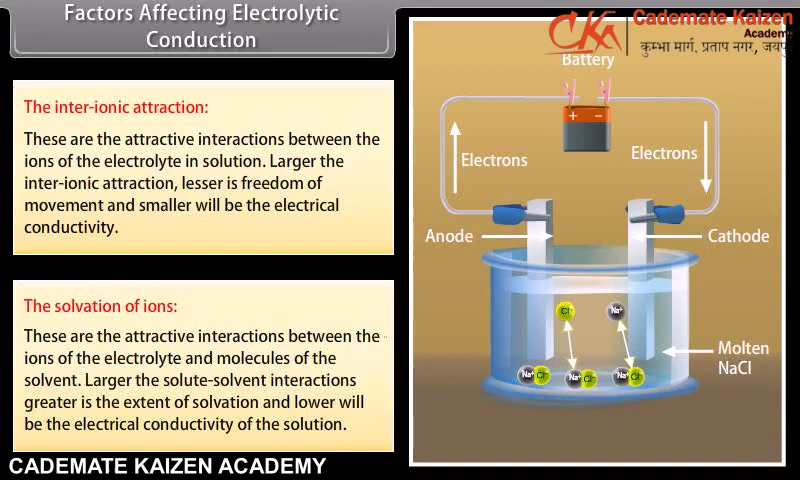 Factors Affecting Electrolytic
Conduction
Cademate Kaizen
Academy
CKA
कुम्भा मार्ग, प्रताप नगर, जयपु
The inter-ionic attraction:
These are the attractive interactions between the
ions of the electrolyte in solution. Larger the
inter-ionic attraction, lesser is freedom of
movement and smaller will be the electrical
conductivity.
The solvation of ions:
These are the attractive interactions between the
ions of the electrolyte and molecules of the
solvent. Larger the solute-solvent interactions
greater is the extent of solvation and lower will
be the electrical conductivity of the solution.
CADEMATE KAIZEN ACADEMY
Battery
+ −
Electrons
Electrons
Anode
Cathode
Cl⁻
Na⁺
Na⁺ Cl⁻
Na⁺ Cl⁻
Na⁺ Cl⁻
Molten
NaCl